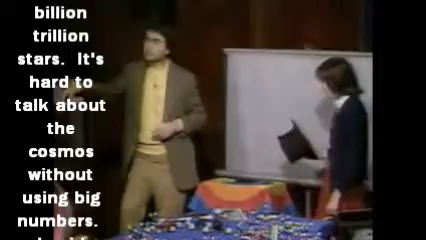 billion
trillion
stars. It's
hard to
talk about
the
cosmos
without
using big
numbers.